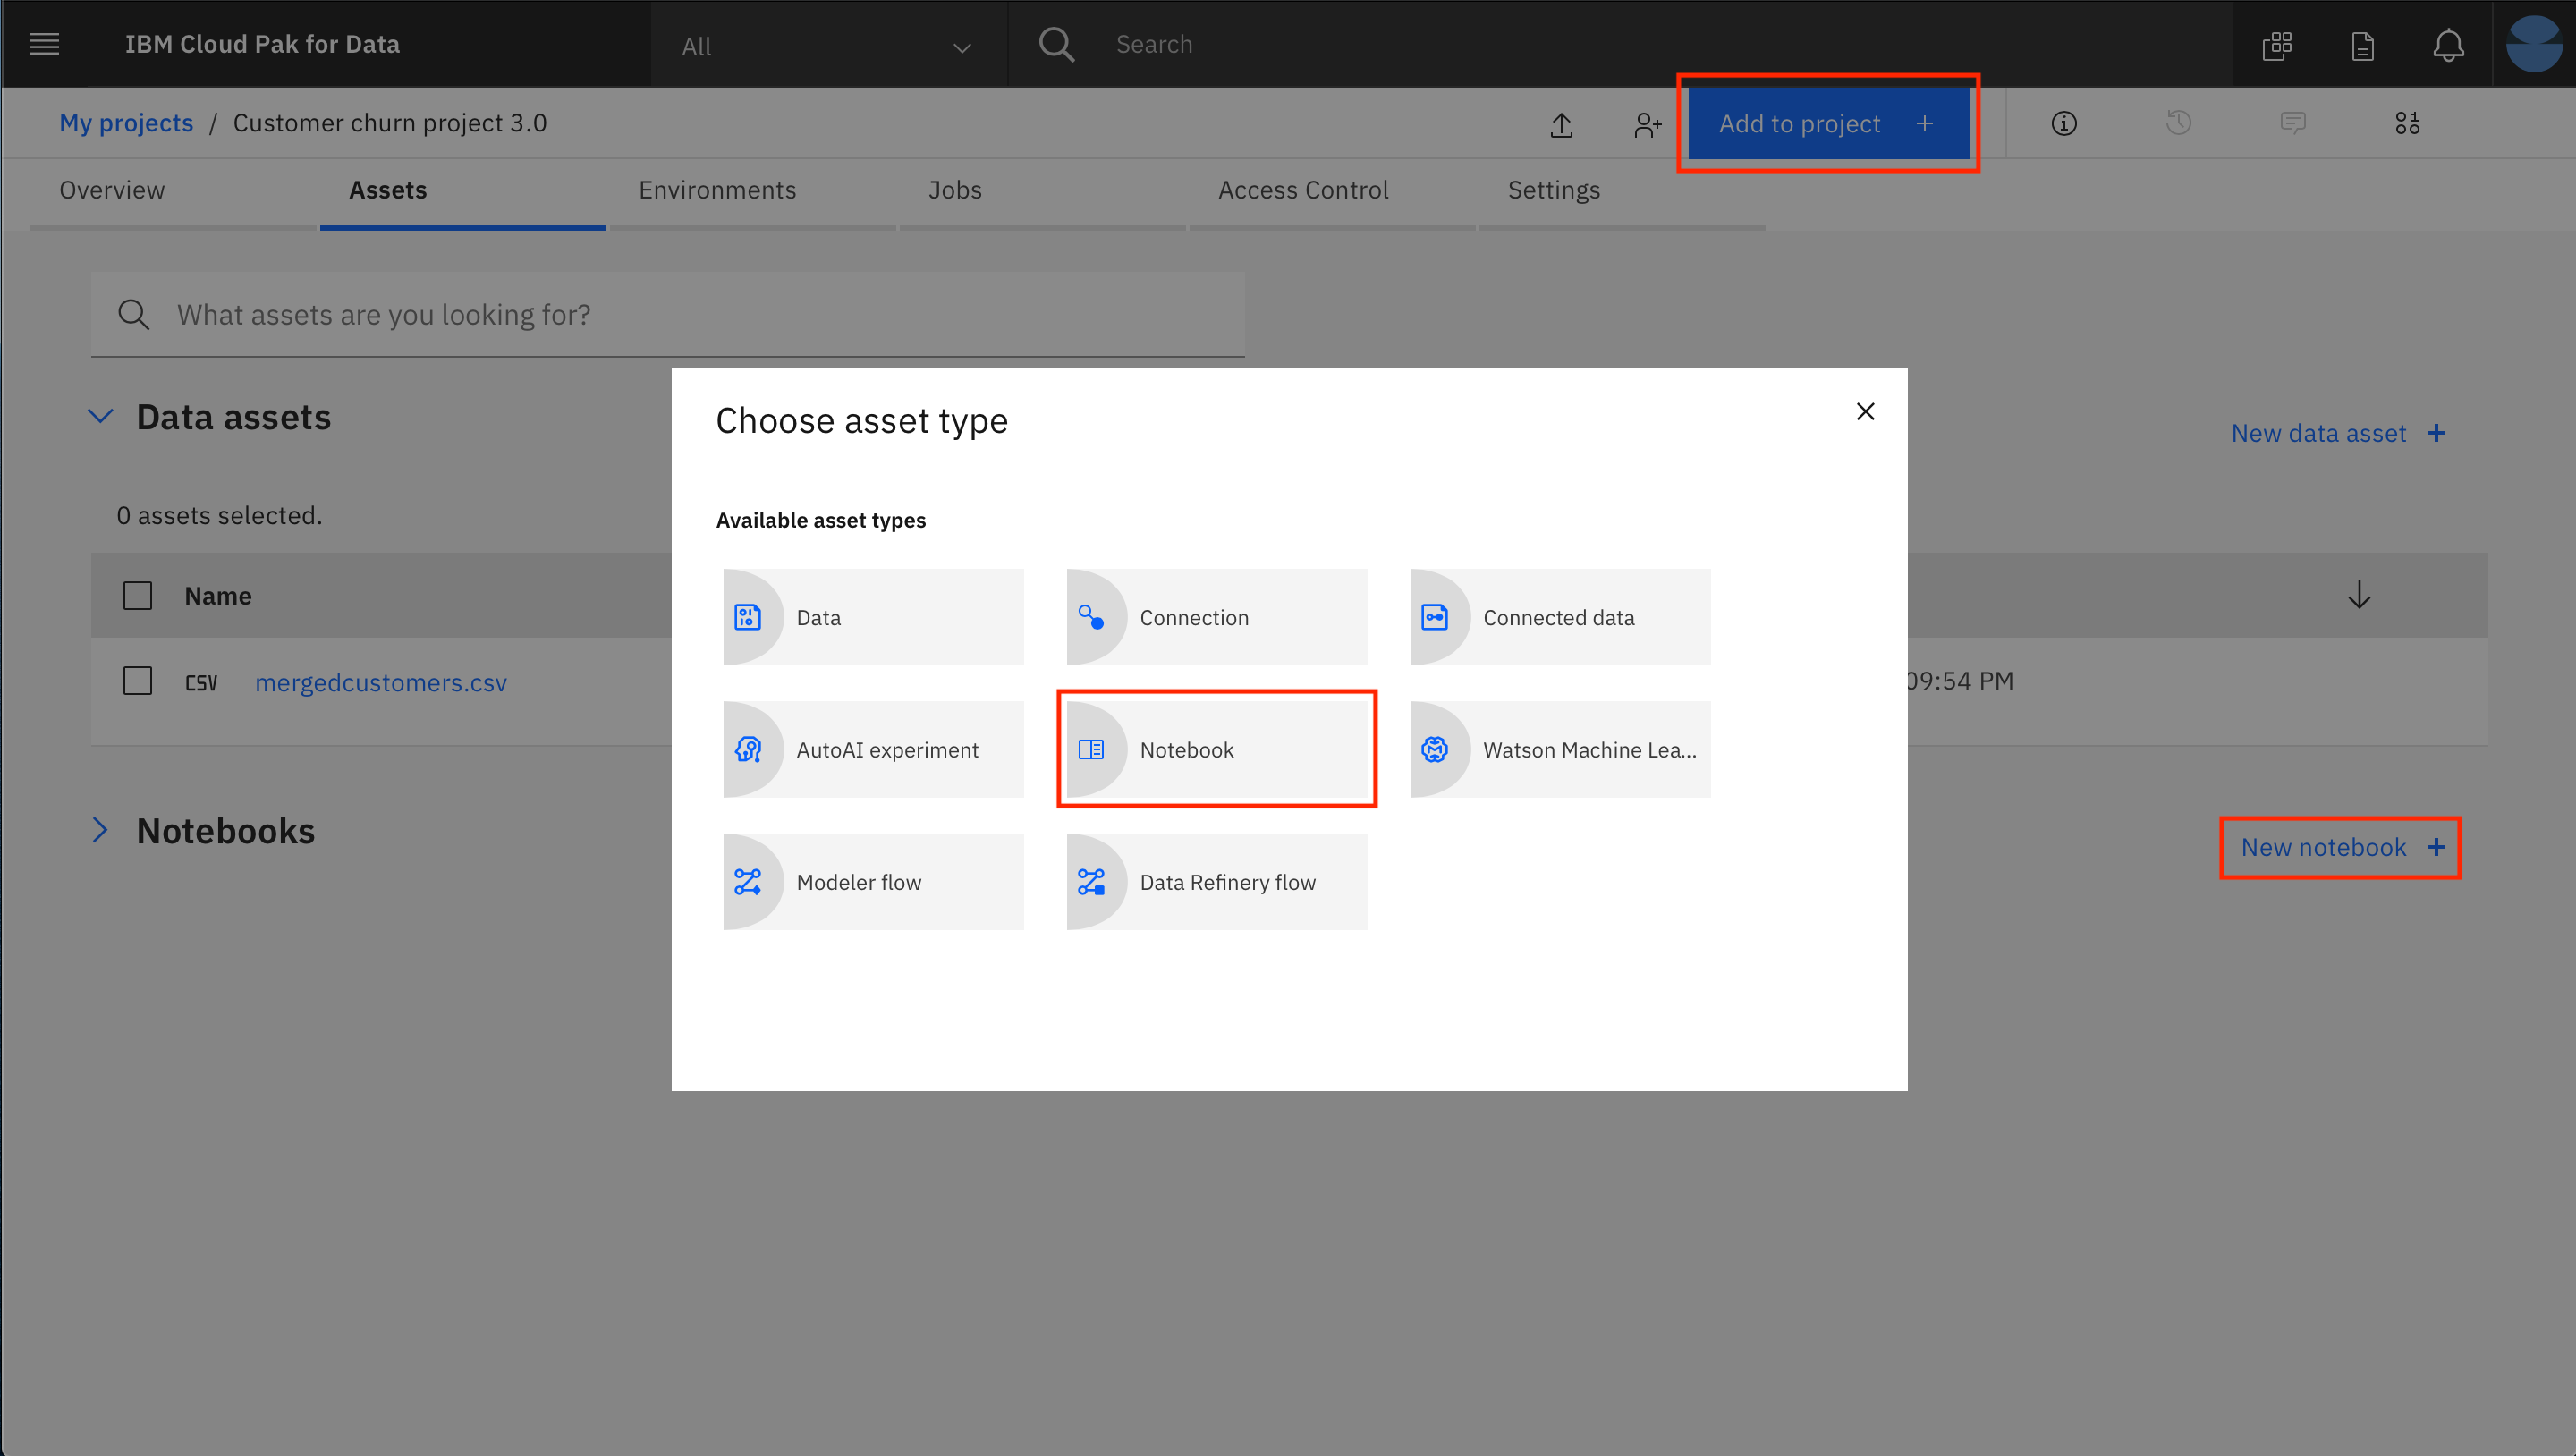 IBM Cloud Pak for Data
All
Search
My projects / Customer churn project 3.0
Add to project +
Overview
Assets
Environments
Jobs
Access Control
Settings
What assets are you looking for?
Data assets
New data asset +
0 assets selected.
Name
CSV mergedcustomers.csv
09:54 PM
Notebooks
New notebook +
Choose asset type
Available asset types
Data
Connection
Connected data
AutoAI experiment
Notebook
Watson Machine Lea...
Modeler flow
Data Refinery flow